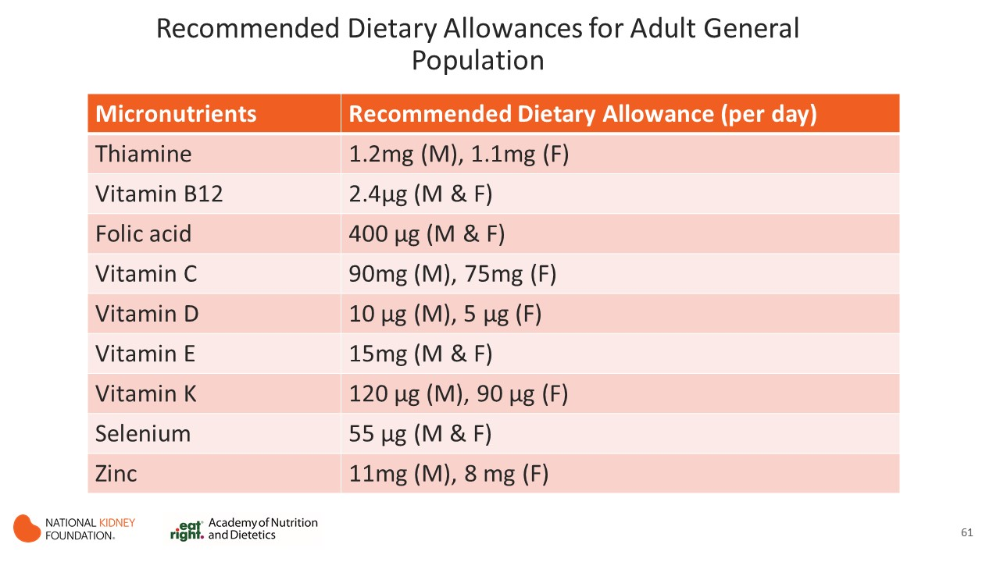 Recommended Dietary Allowances for Adult General
Population
Micronutrients Recommended Dietary Allowance (per day)
Thiamine 1.2mg (M), 1.1mg (F)
Vitamin B12 2.4µg (M & F)
Folic acid 400 µg (M & F)
Vitamin C 90mg (M), 75mg (F)
Vitamin D 10 µg (M), 5 µg (F)
Vitamin E 15mg (M & F)
Vitamin K 120 µg (M), 90 µg (F)
Selenium 55 µg (M & F)
Zinc 11mg (M), 8 mg (F)
NATIONAL KIDNEY
FOUNDATION®
eat
right.
Academy of Nutrition
and Dietetics
61